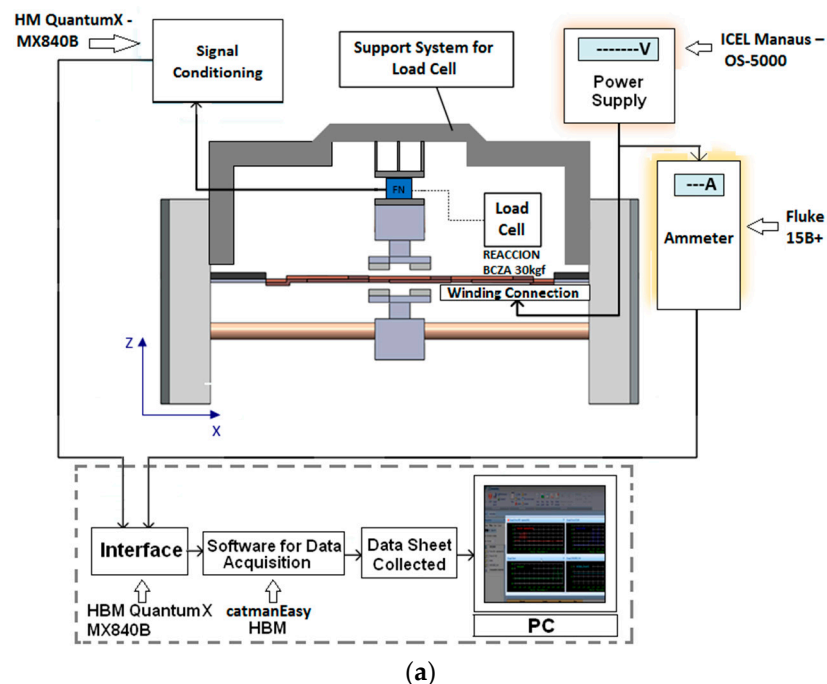 HM QuantumX -
MX840B
Signal
Conditioning
Support System for
Load Cell
-------V
Power
Supply
ICEL Manaus –
OS-5000
---A
Ammeter
Fluke
15B+
FN
Load
Cell
REACCION
BCZA 30kgf
Winding Connection
Z
X
Interface
Software for Data
Acquisition
Data Sheet
Collected
HBM QuantumX
MX840B
catmanEasy
HBM
PC
(a)